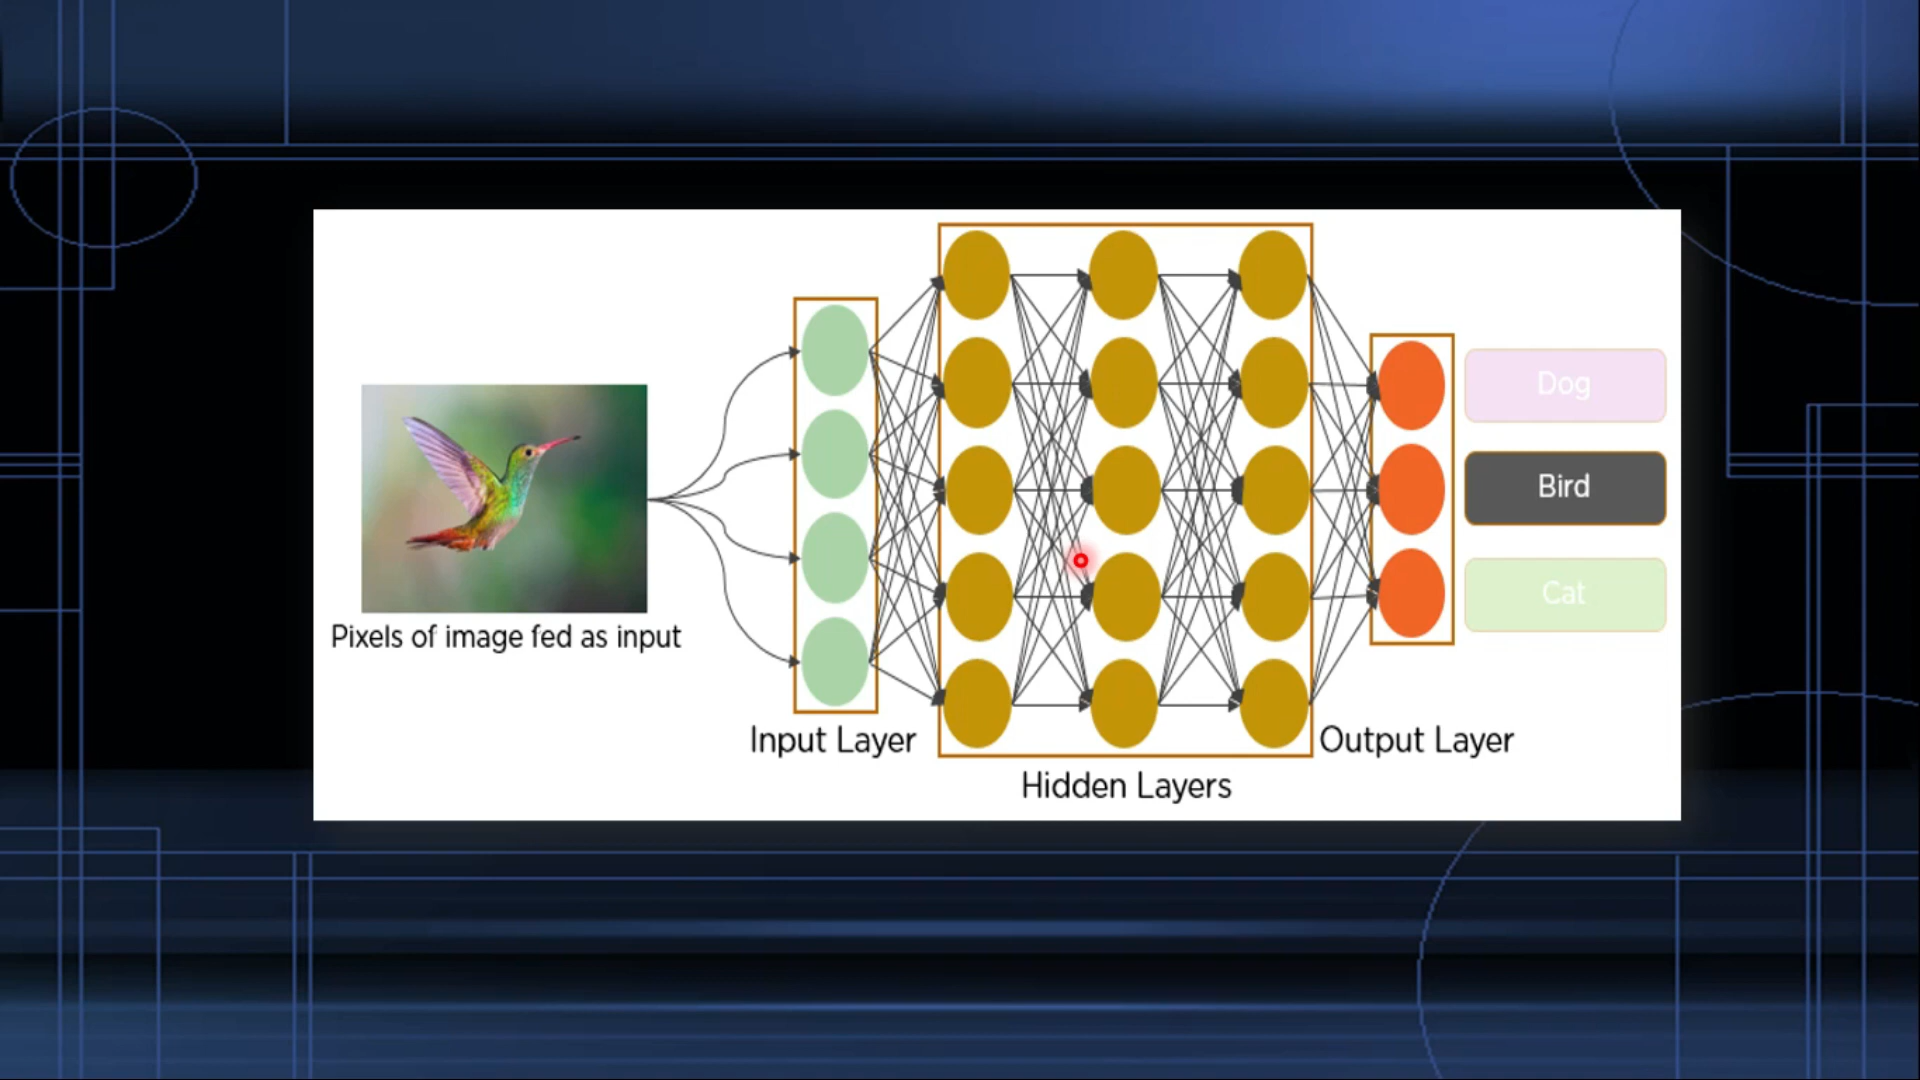 Dog
Bird
Cat
Pixels of image fed as input
Input Layer
Output Layer
Hidden Layers